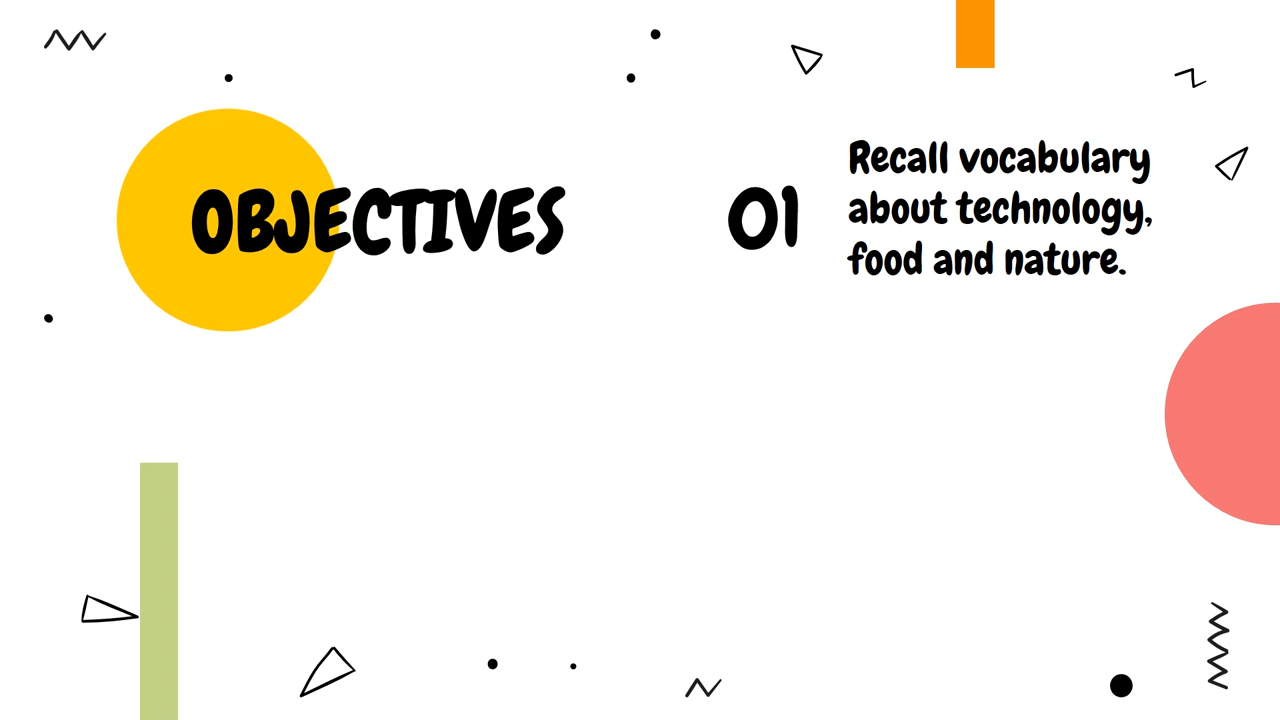 OBJECTIVES
01
Recall vocabulary
about technology,
food and nature.